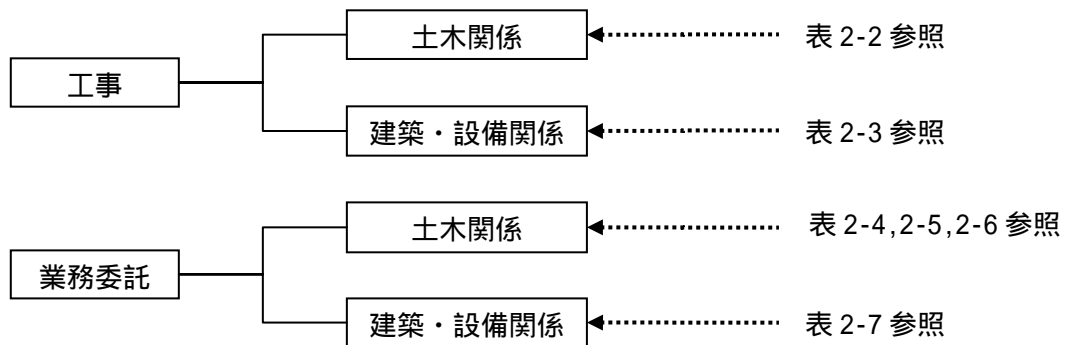 土木関係
表 2-2 参照
工事
建築・設備関係
表 2-3 参照
土木関係
表 2-4,2-5,2-6 参照
業務委託
建築・設備関係
表 2-7 参照